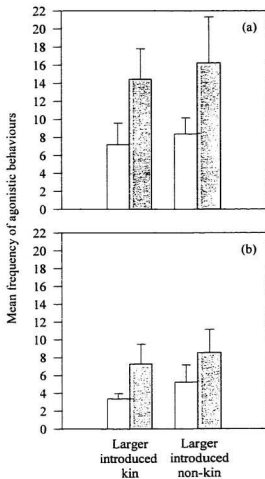 Mean frequency of agonistic behaviours
22
20
18
16
14
12
10
8
6
4
2
0
(a)
22
20
18
16
14
12
10
8
6
4
2
0
(b)
Larger
introduced
kin
Larger
introduced
non-kin